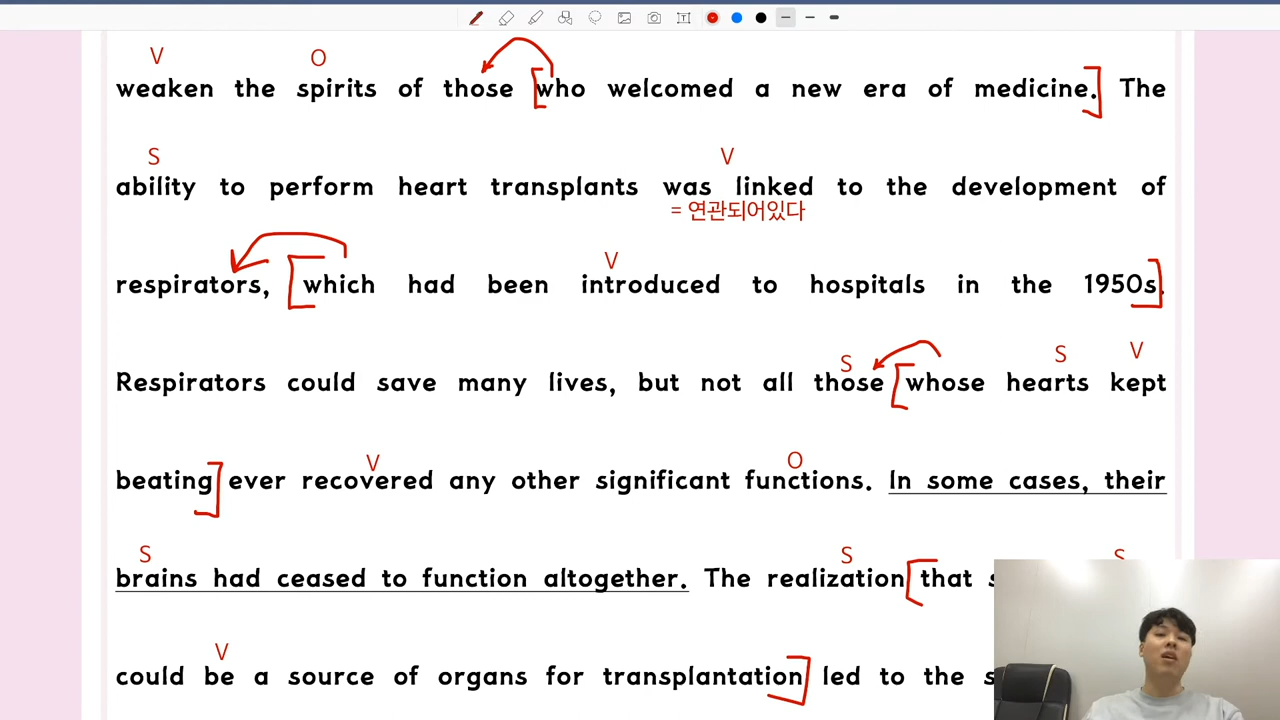 V O
weaken the spirits of those who welcomed a new era of medicine. The
S V
ability to perform heart transplants was linked to the development of
= 연관되어있다
V
respirators, which had been introduced to hospitals in the 1950s.
S S V
Respirators could save many lives, but not all those whose hearts kept
V O
beating ever recovered any other significant functions. In some cases, their
S S S
brains had ceased to function altogether. The realization that
V
could be a source of organs for transplantation led to the